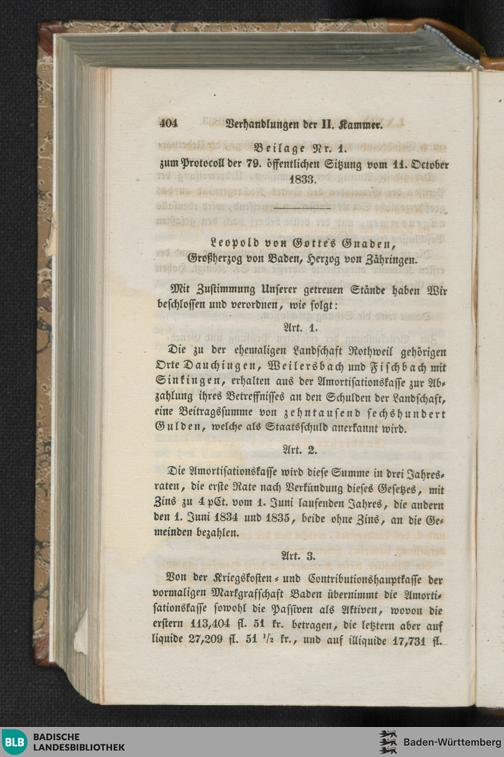 404 Verhandlungen der II. Kammer.
Beilage Nr. 1.
zum Protocoll der 79. öffentlichen Sitzung vom 11. October
1833.
Leopold von Gottes Gnaden,
Großherzog von Baden, Herzog von Zähringen.
Mit Zustimmung Unserer getreuen Stände haben Wir
beschlossen und verordnen, wie folgt:
Art. 1.
Die zu der ehemaligen Landschaft Rothweil gehörigen
Orte Dauchingen, Weilersbach und Fischbach mit
Sinkingen, erhalten aus der Amortisationskasse zur Ab-
zahlung ihres Betreffnisses an den Schulden der Landschaft,
eine Beitragssumme von zehntausend sechshundert
Gulden, welche als Staatsschuld anerkannt wird.
Art. 2.
Die Amortisationskasse wird diese Summe in drei Jahres-
raten, die erste Rate nach Verkündung dieses Gesetzes, mit
Zins zu 4 pCt. vom 1. Juni laufenden Jahres, die andern
den 1. Juni 1834 und 1835, beide ohne Zins, an die Ge-
meinden bezahlen.
Art. 3.
Von der Kriegskosten- und Contributionshauptkasse der
vormaligen Markgrafschaft Baden übernimmt die Amorti-
sationskasse sowohl die Passiven als Aktiven, wovon die
erstern 113,404 fl. 51 kr. betragen, die letztern aber auf
liquide 27,209 fl. 51 1/2 kr., und auf illiquide 17,731 fl.
BLB BADISCHE
LANDESBIBLIOTHEK
Baden-Württemberg